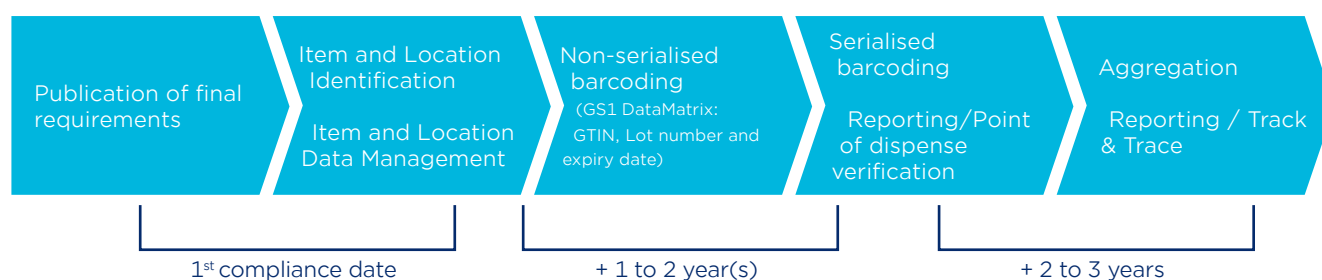 Publication of final
requirements
Item and Location
Identification
Item and Location
Data Management
Non-serialised
barcoding
(GS1 DataMatrix:
GTIN, Lot number and
expiry date)
Serialised
barcoding
Reporting/Point
of dispense
verification
Aggregation
Reporting / Track
& Trace
1st compliance date
+ 1 to 2 year(s)
+ 2 to 3 years